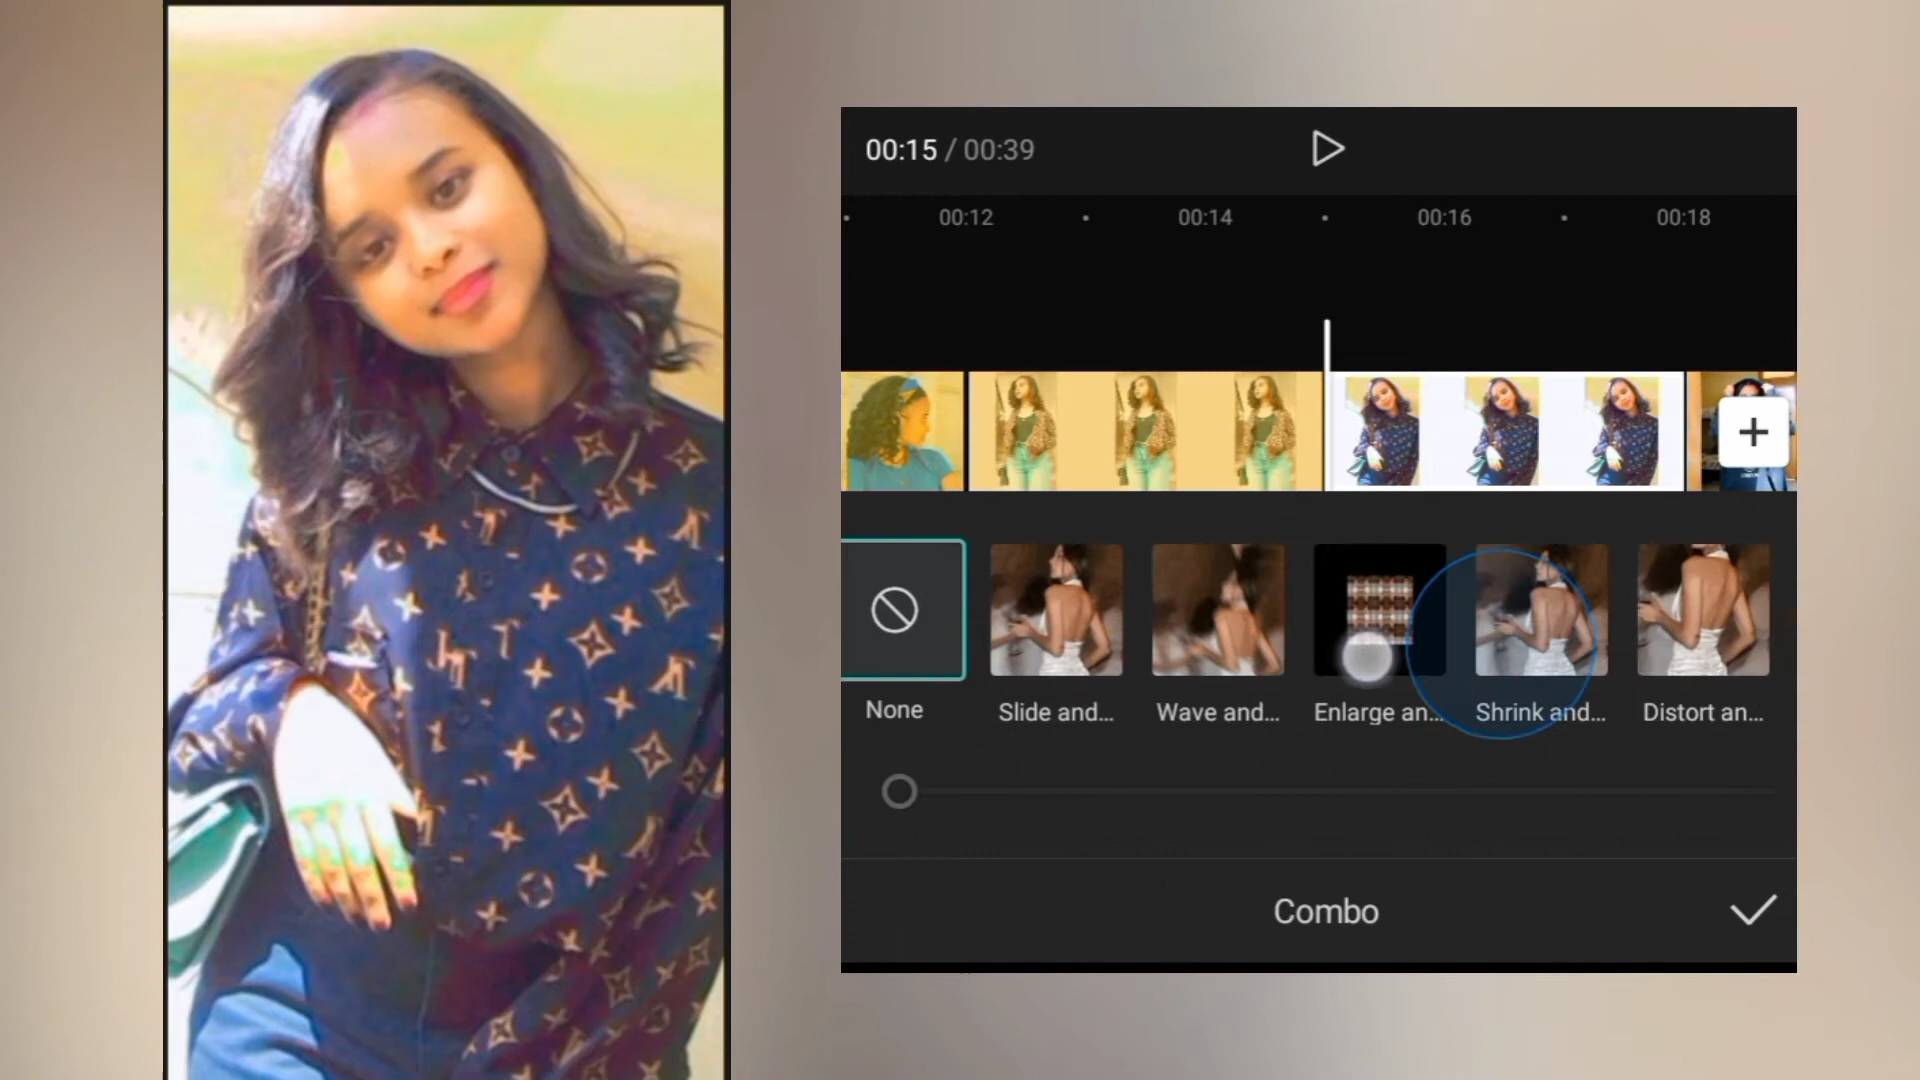 00:15 / 00:39
00:12 00:14 00:16 00:18
None Slide and... Wave and... Enlarge an... Shrink and... Distort an...
Combo